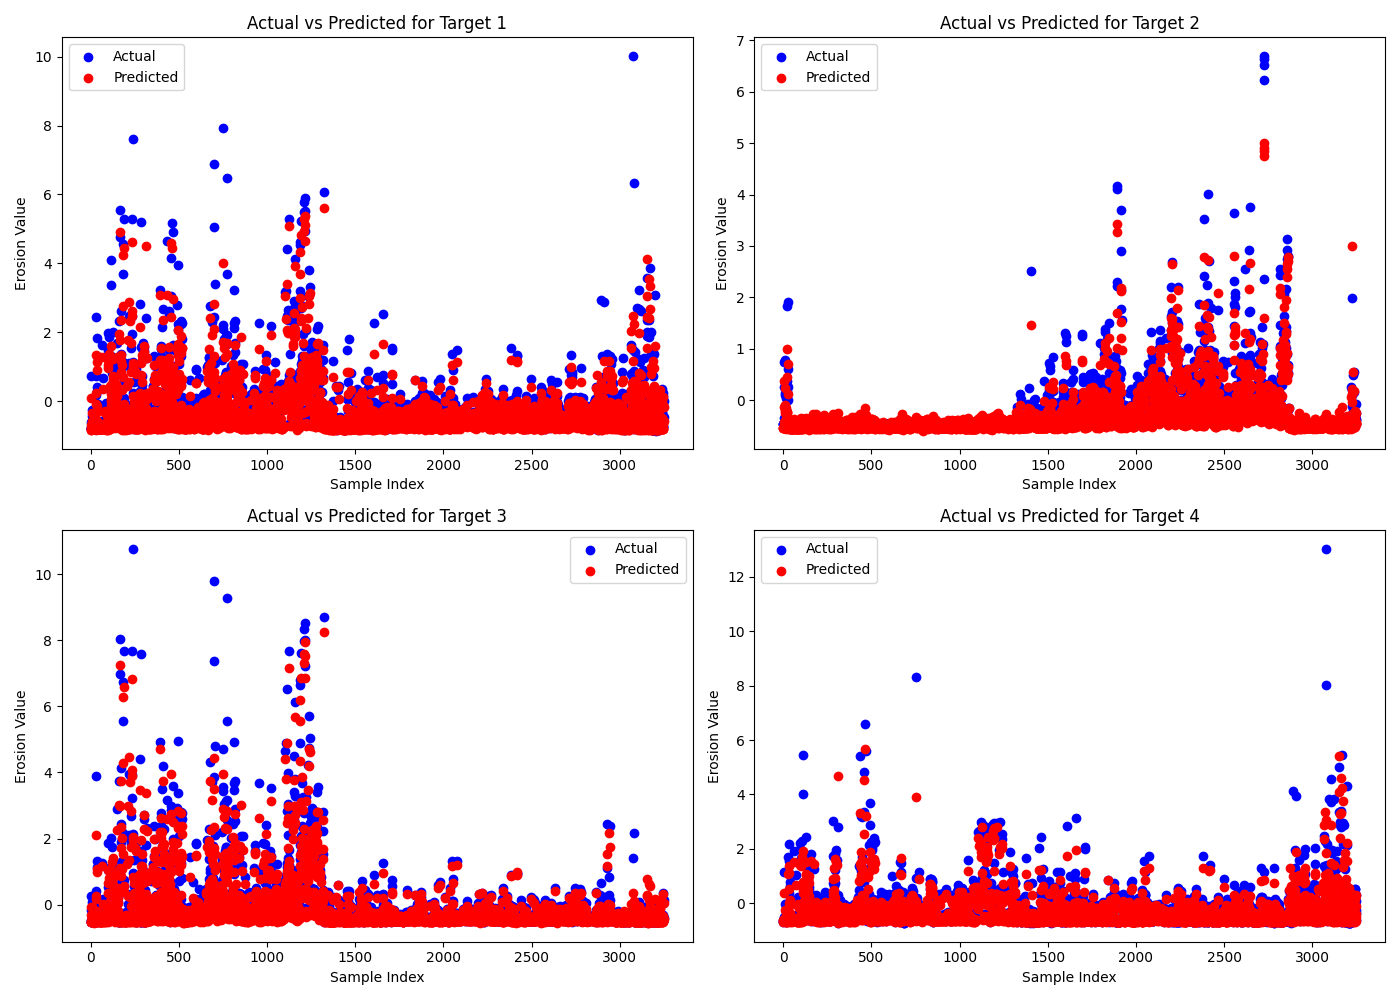 Actual vs Predicted for Target 1
Actual
Predicted
10
8
6
4
2
0
Erosion Value
0 500 1000 1500 2000 2500 3000
Sample Index
Actual vs Predicted for Target 2
Actual
Predicted
7
6
5
4
3
2
1
0
Erosion Value
0 500 1000 1500 2000 2500 3000
Sample Index
Actual vs Predicted for Target 3
Actual
Predicted
10
8
6
4
2
0
Erosion Value
0 500 1000 1500 2000 2500 3000
Sample Index
Actual vs Predicted for Target 4
Actual
Predicted
12
10
8
6
4
2
0
Erosion Value
0 500 1000 1500 2000 2500 3000
Sample Index